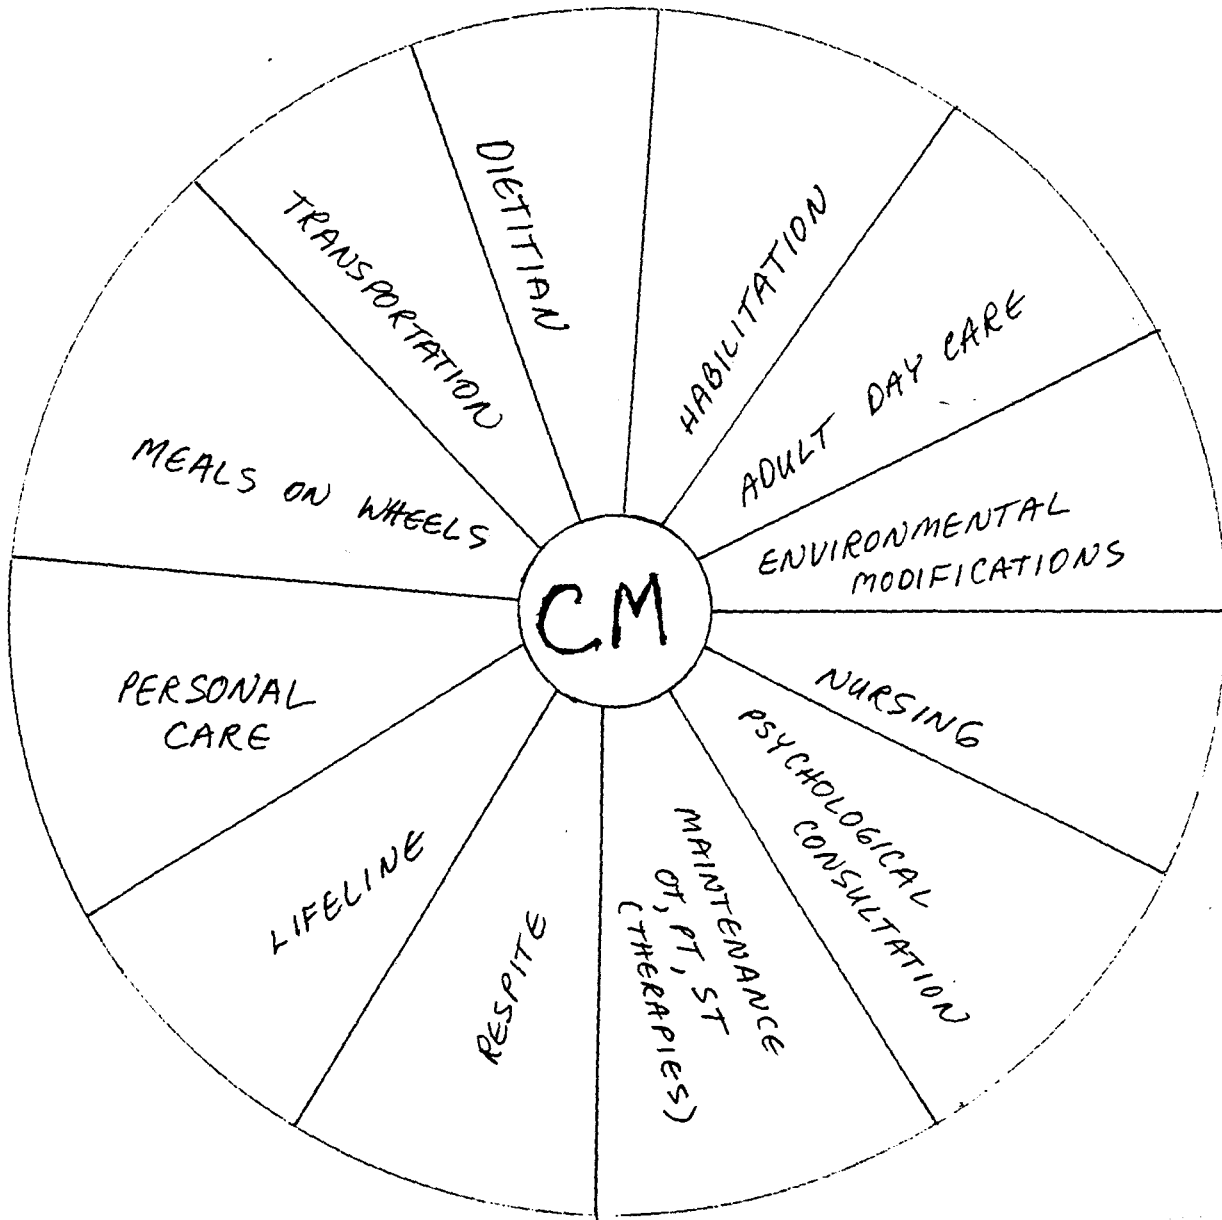 DIETITIAN
HABILITATION
ADULT DAY CARE
ENVIRONMENTAL
MODIFICATIONS
NURSING
PSYCHOLOGICAL
CONSULTATION
MAINTENANCE
OT, PT, ST
(THERAPIES)
RESPITE
LIFELINE
PERSONAL
CARE
MEALS ON WHEELS
TRANSPORTATION
CM